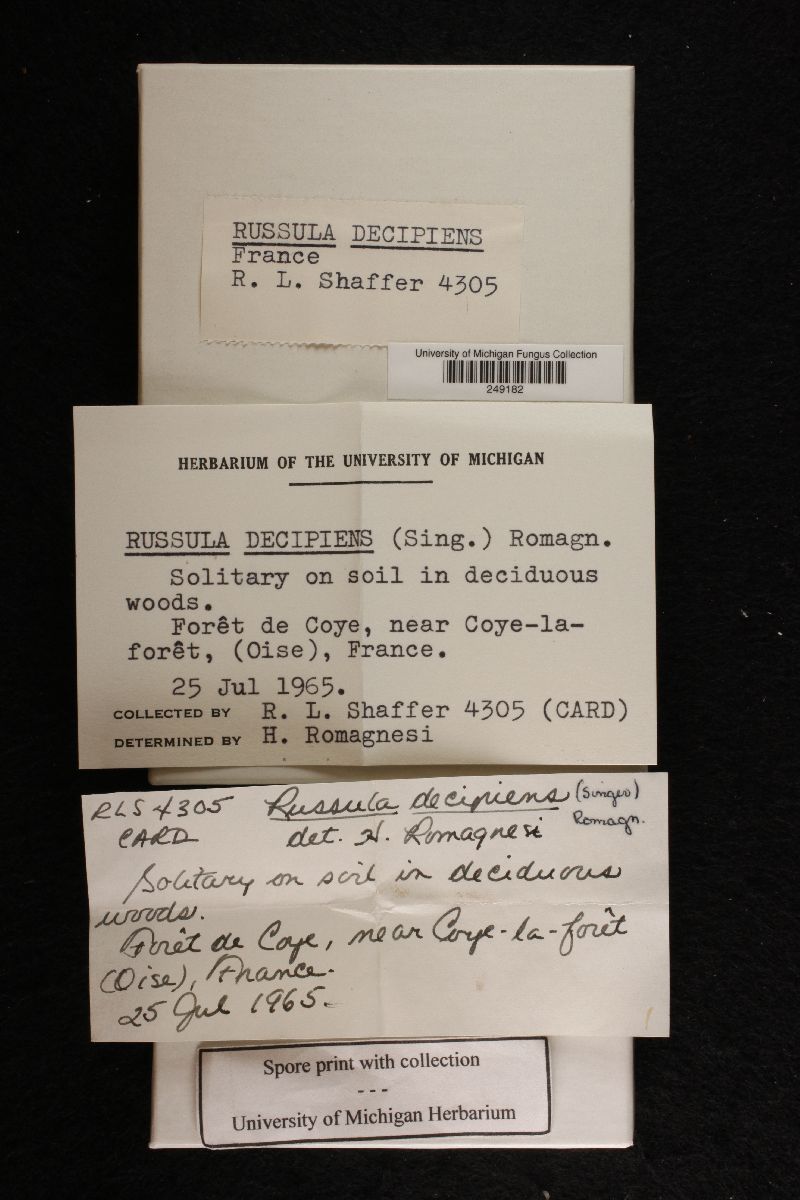 RUSSULA DECIPIENS
France
R. L. Shaffer 4305
University of Michigan Fungus Collection
249182
HERBARIUM OF THE UNIVERSITY OF MICHIGAN
RUSSULA DECIPIENS (Sing.) Romagn.
Solitary on soil in deciduous
woods.
Forêt de Coye, near Coye-la-
forêt, (Oise), France.
25 Jul 1965.
COLLECTED BY R. L. Shaffer 4305 (CARD)
DETERMINED BY H. Romagnesi
RLS 4305 Russula decipiens (Singer)
CARD det. H. Romagnesi Romagn.
Solitary on soil in deciduous
woods.
Forêt de Coye, near Coye-la-forêt
(Oise), France.
25 Jul 1965.
Spore print with collection
- - -
University of Michigan Herbarium